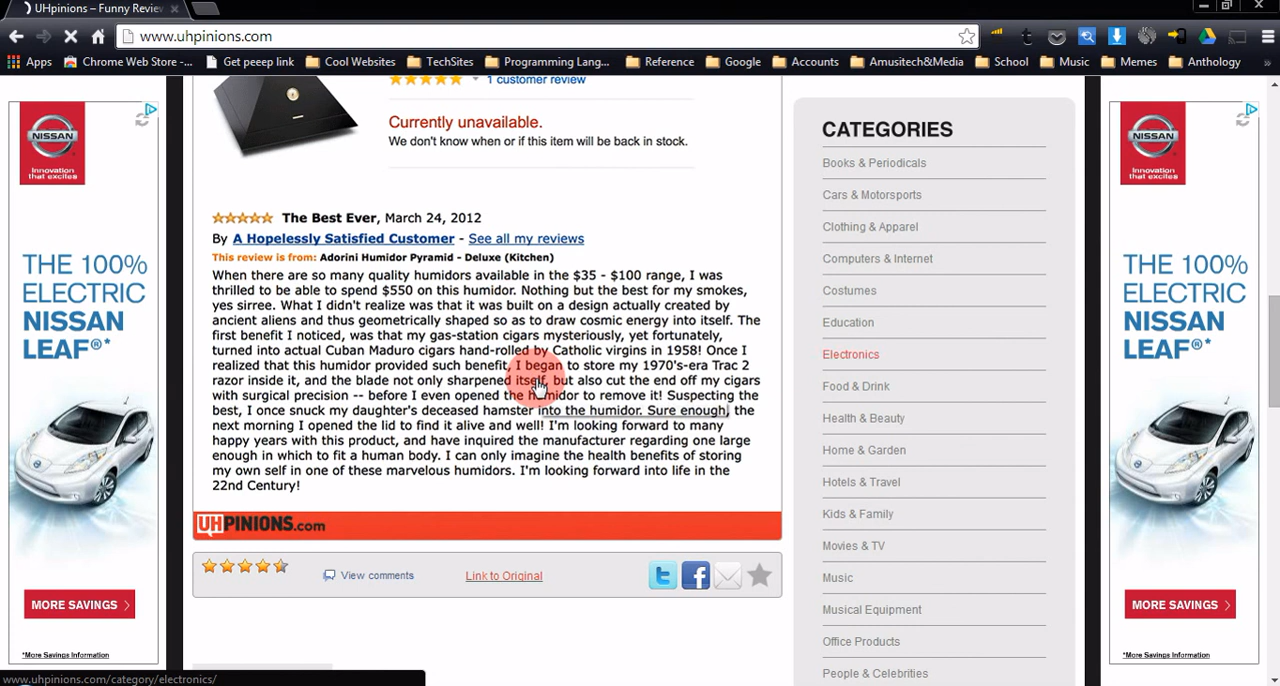 UHpinions – Funny Revie
www.uhpinions.com
Apps Chrome Web Store -... Get peeep link Cool Websites TechSites Programming Lang... Reference Google Accounts Amusitech&Media School Music Memes Anthology »
NISSAN
Innovation
that excites
THE 100%
ELECTRIC
NISSAN
LEAF®*
MORE SAVINGS
*More Savings Information
1 customer review
Currently unavailable.
We don't know when or if this item will be back in stock.
The Best Ever, March 24, 2012
By A Hopelessly Satisfied Customer - See all my reviews
This review is from: Adorini Humidor Pyramid - Deluxe (Kitchen)
When there are so many quality humidors available in the $35 - $100 range, I was
thrilled to be able to spend $550 on this humidor. Nothing but the best for my smokes,
yes sirree. What I didn't realize was that it was built on a design actually created by
ancient aliens and thus geometrically shaped so as to draw cosmic energy into itself. The
first benefit I noticed, was that my gas-station cigars mysteriously, yet fortunately,
turned into actual Cuban Maduro cigars hand-rolled by Catholic virgins in 1958! Once I
realized that this humidor provided such benefit, I began to store my 1970's-era Trac 2
razor inside it, and the blade not only sharpened itself, but also cut the end off my cigars
with surgical precision -- before I even opened the humidor to remove it! Suspecting the
best, I once snuck my daughter's deceased hamster into the humidor. Sure enough, the
next morning I opened the lid to find it alive and well! I'm looking forward to many
happy years with this product, and have inquired the manufacturer regarding one large
enough in which to fit a human body. I can only imagine the health benefits of storing
my own self in one of these marvelous humidors. I'm looking forward into life in the
22nd Century!
UHPINIONS.com
View comments
Link to Original
CATEGORIES
Books & Periodicals
Cars & Motorsports
Clothing & Apparel
Computers & Internet
Costumes
Education
Electronics
Food & Drink
Health & Beauty
Home & Garden
Hotels & Travel
Kids & Family
Movies & TV
Music
Musical Equipment
Office Products
People & Celebrities
NISSAN
Innovation
that excites
THE 100%
ELECTRIC
NISSAN
LEAF®*
MORE SAVINGS
*More Savings Information
www.uhpinions.com/category/electronics/